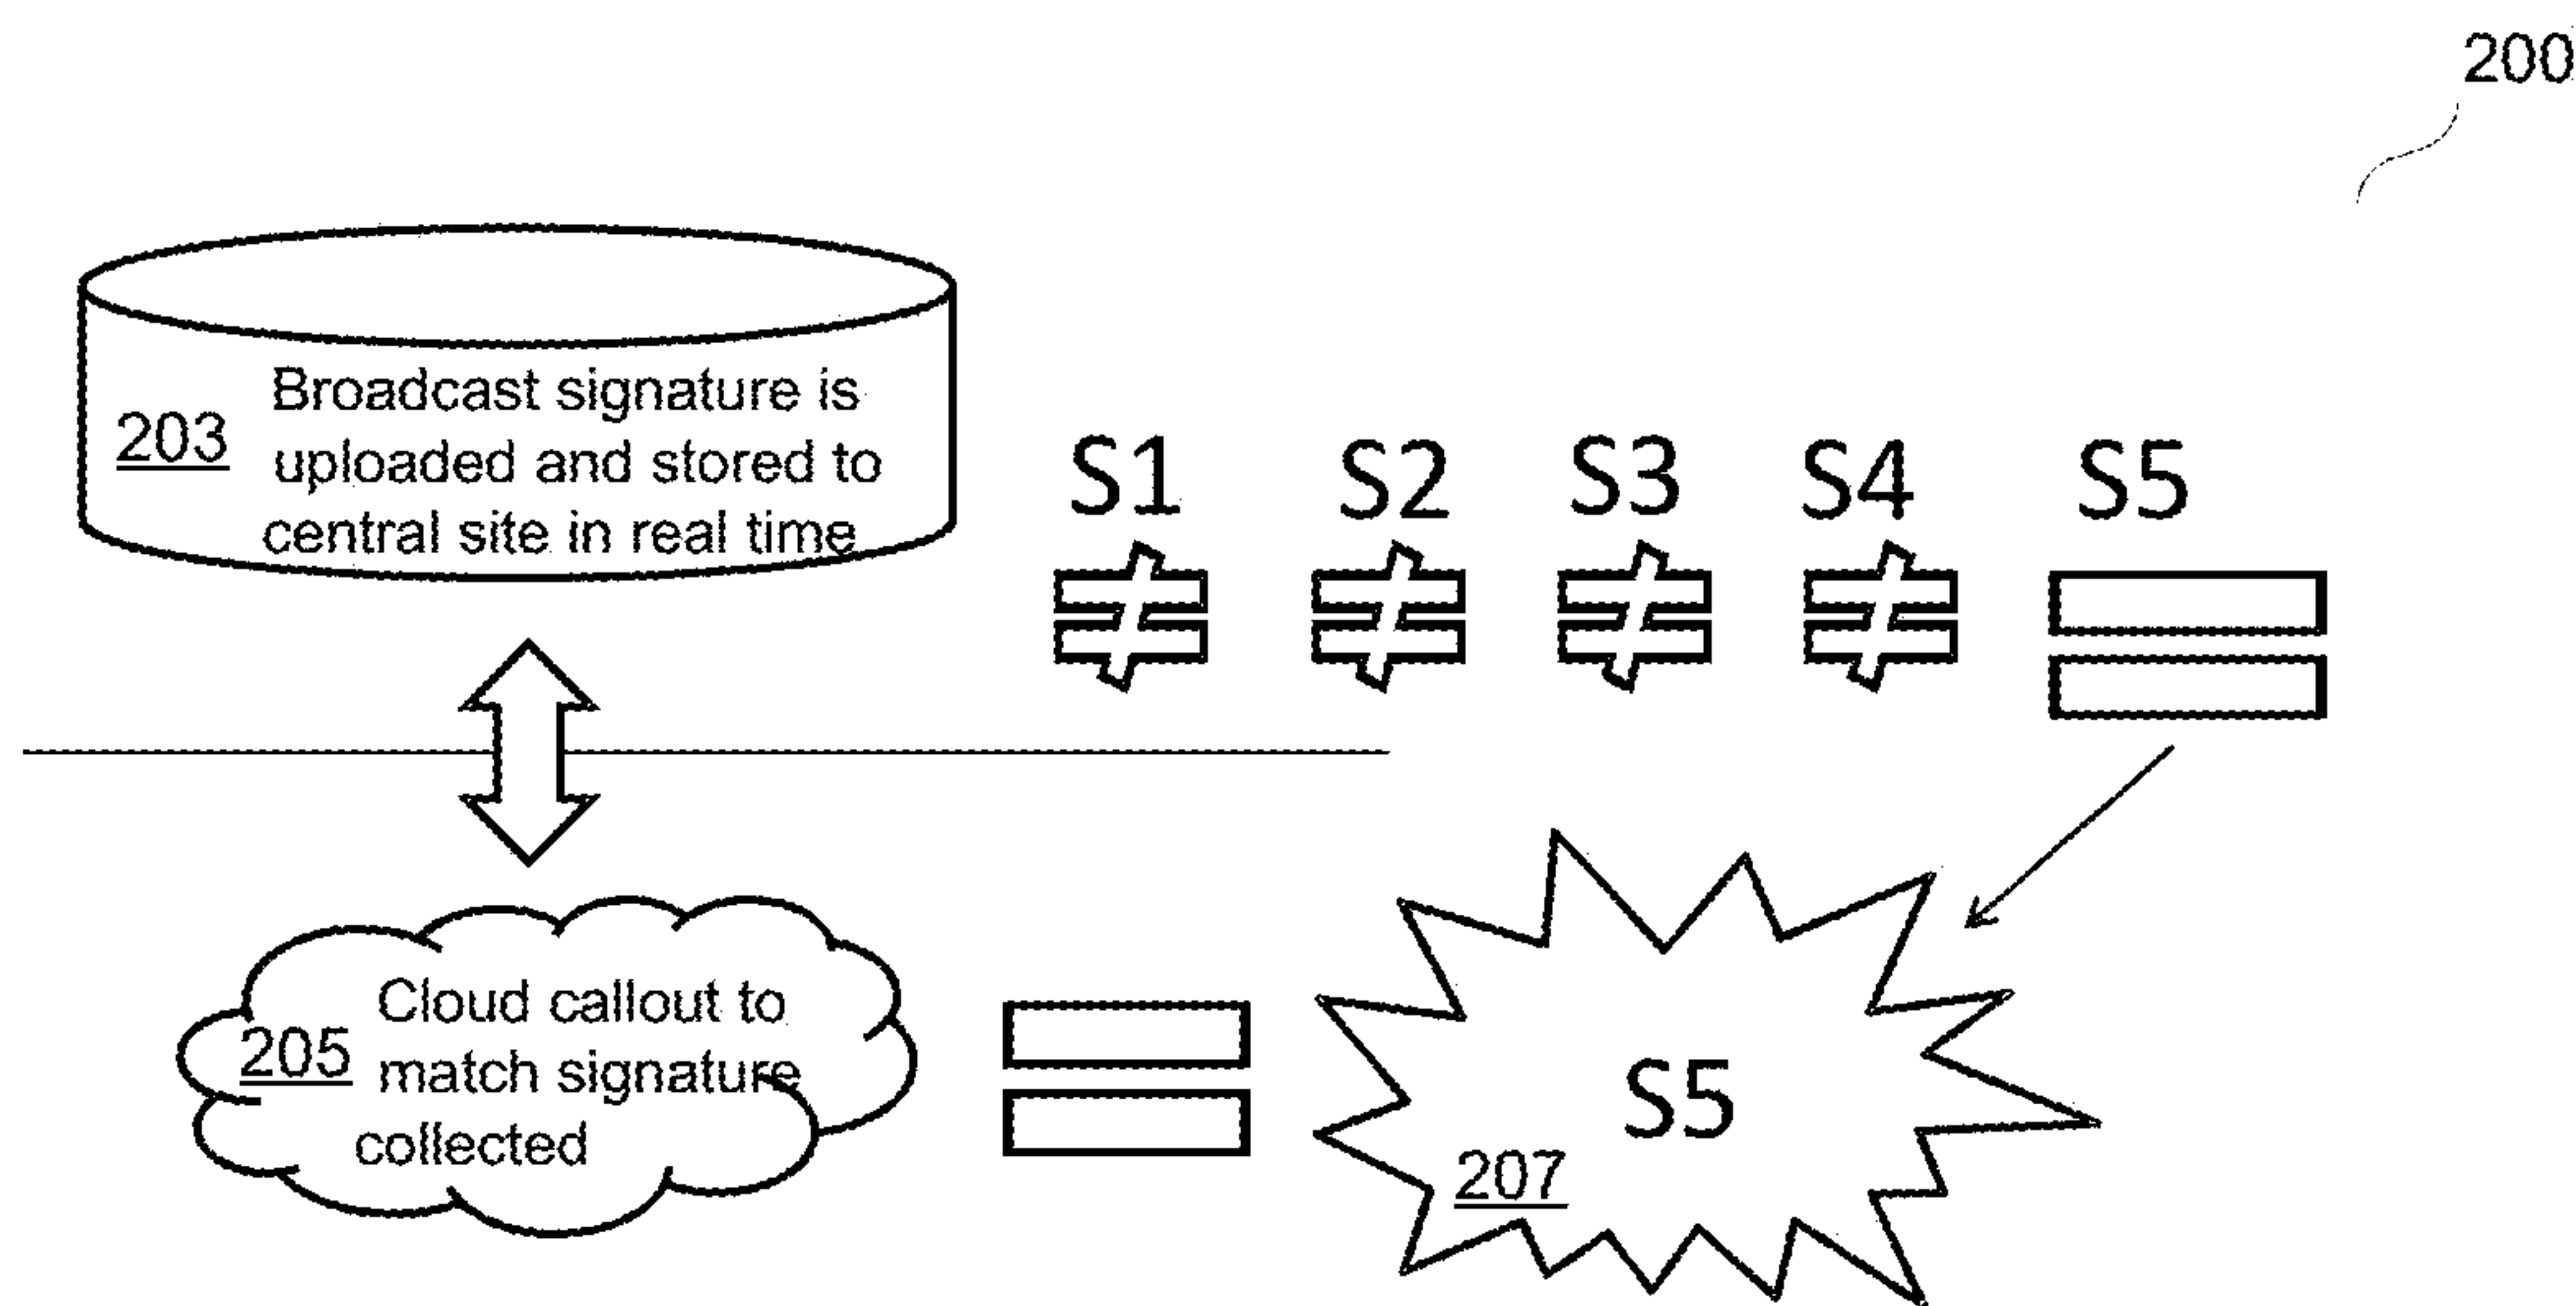 200
203
Broadcast signature is
uploaded and stored to
central site in real time
S1 S2 S3 S4 S5
205
Cloud callout to
match signature
collected
S5
207